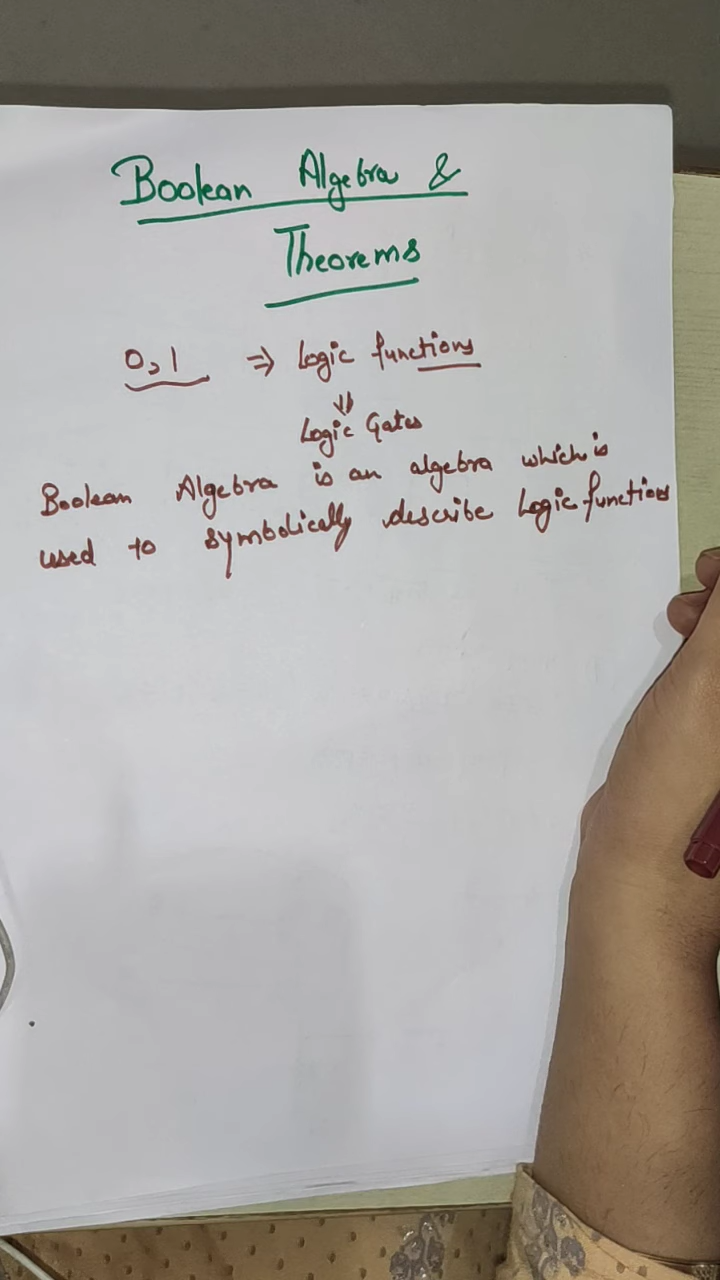 Boolean Algebra &
Theorems
0,1 ⇒ Logic functions
⇓
Logic Gates
Boolean Algebra is an algebra which is
used to symbolically describe Logic functions